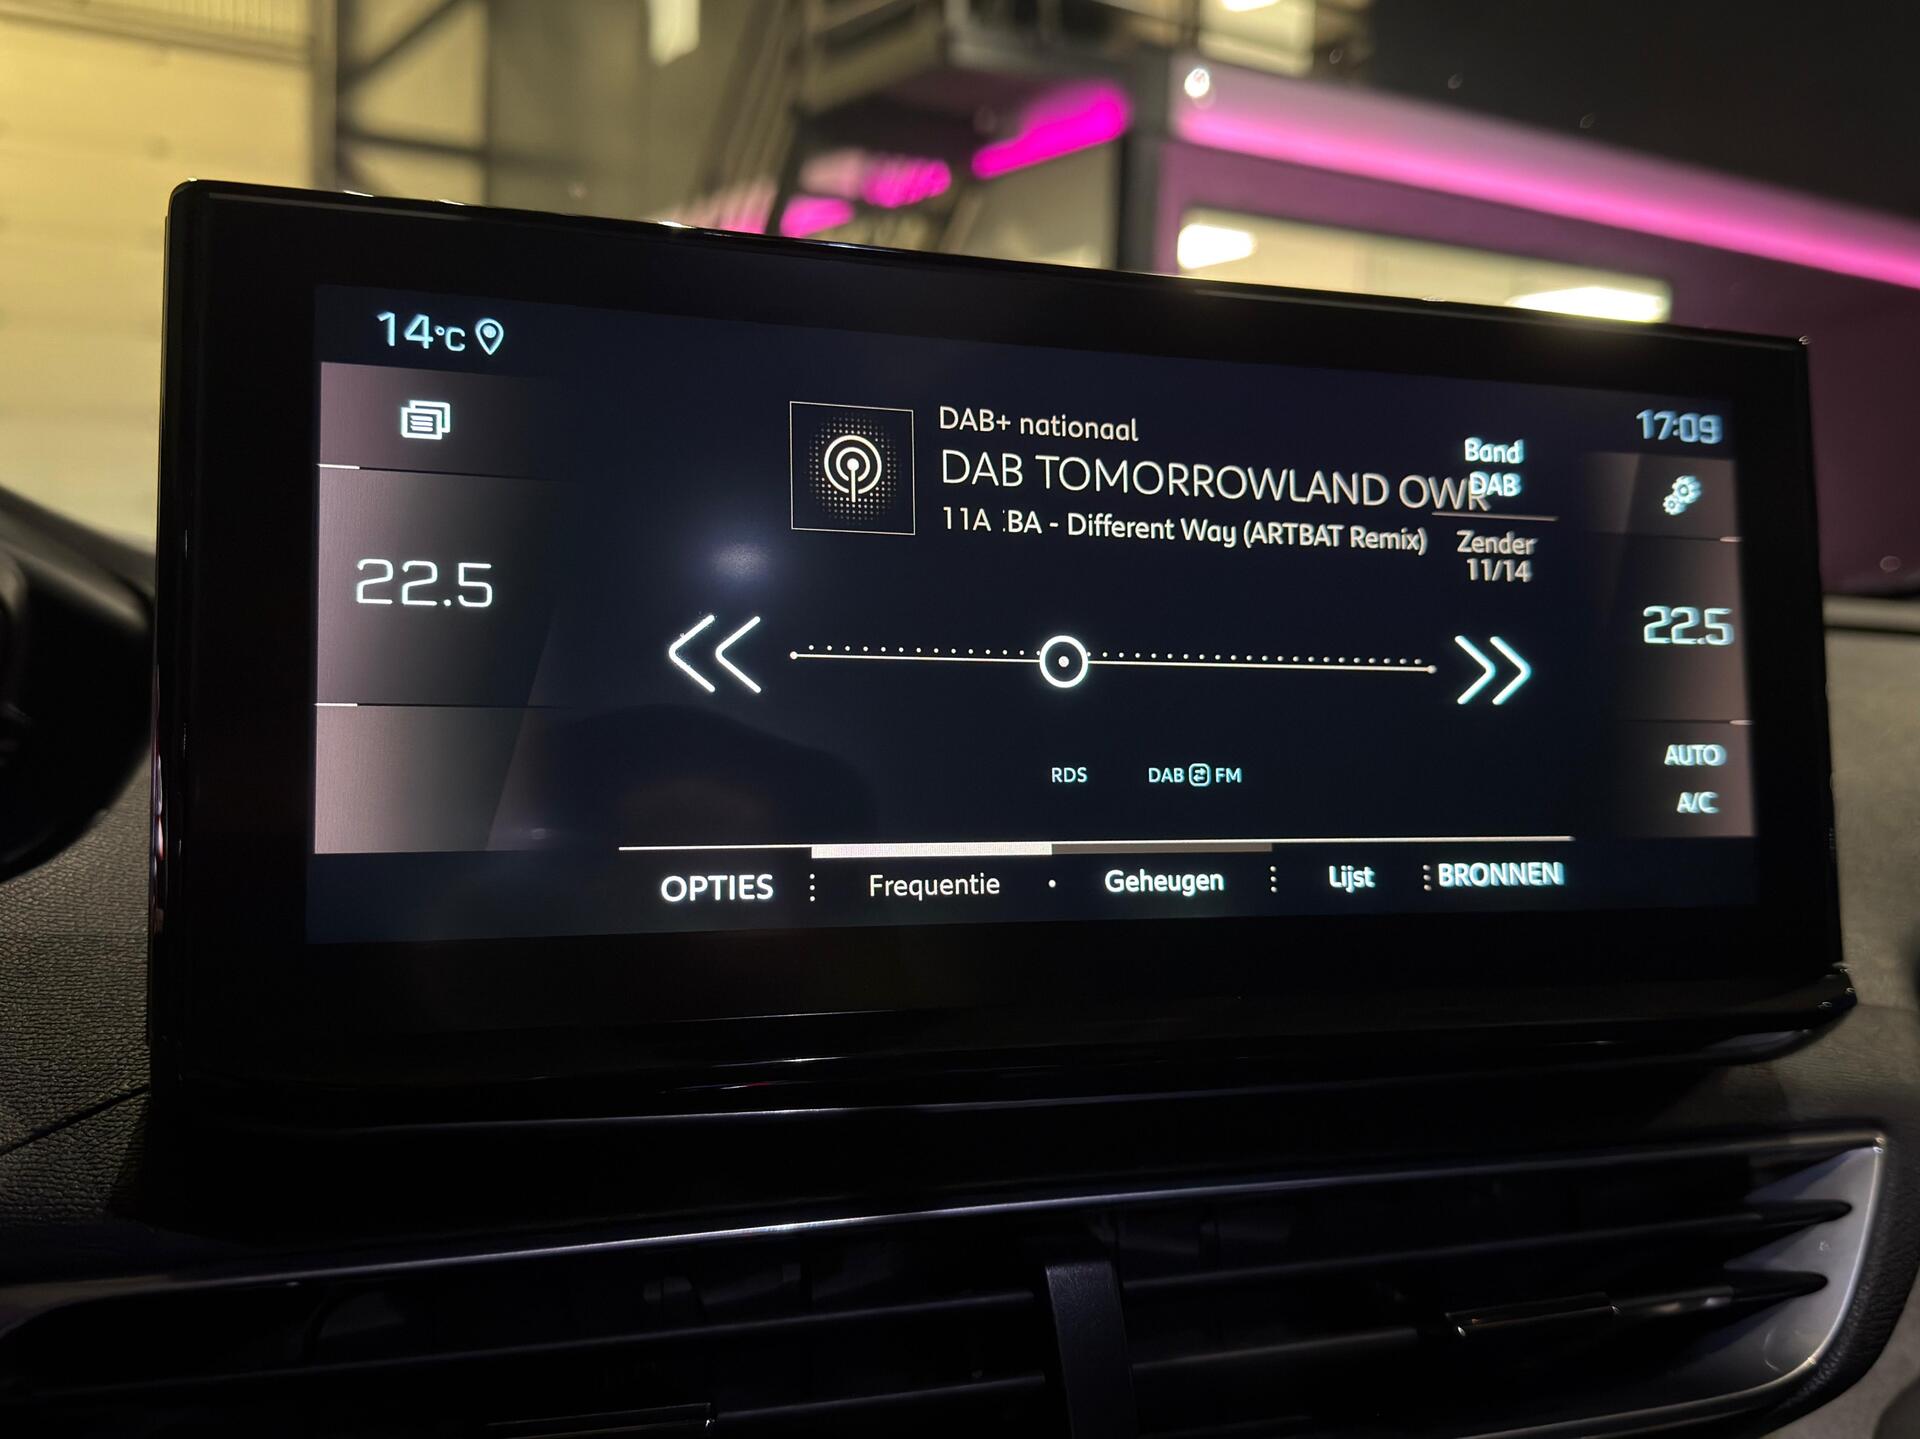 14°C
17:09
DAB+ nationaal
DAB TOMORROWLAND OWR
11A :BA - Different Way (ARTBAT Remix)
Band
DAB
Zender
11/14
22.5
22.5
RDS
DAB FM
AUTO
A/C
OPTIES
Frequentie
Geheugen
Lijst
BRONNEN